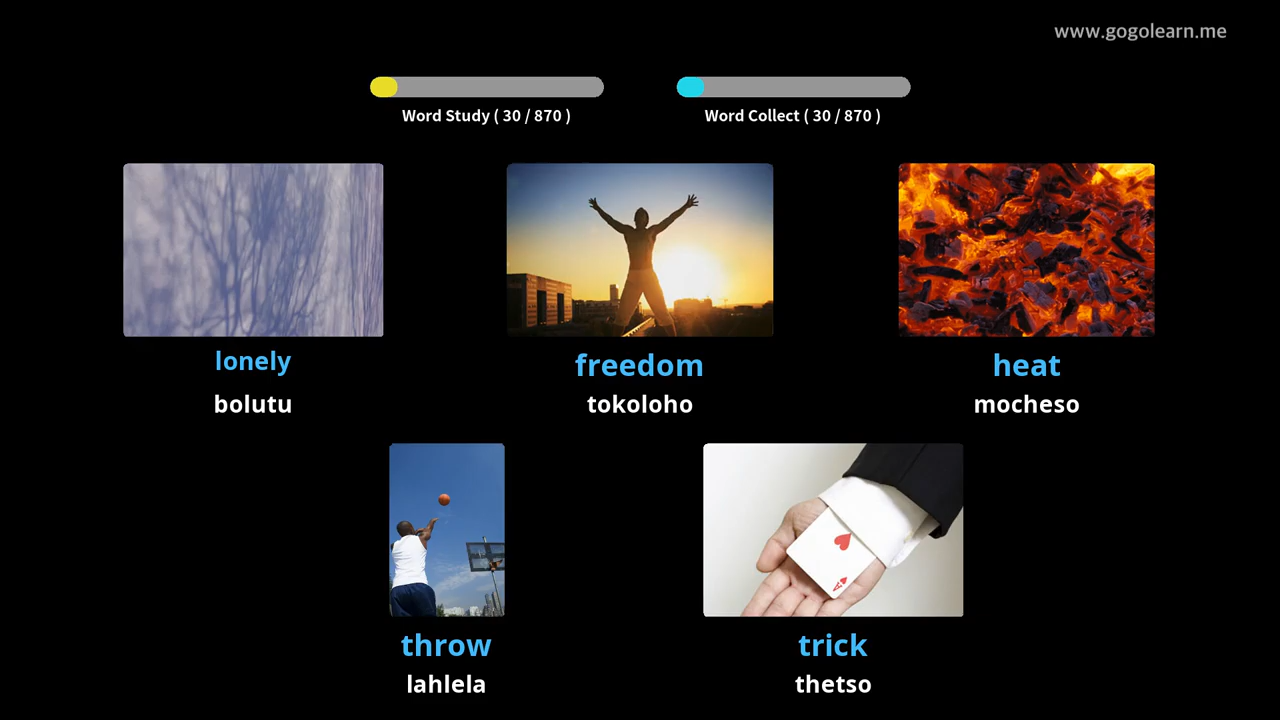 www.gogolearn.me
Word Study ( 30 / 870 )
Word Collect ( 30 / 870 )
lonely
bolutu
freedom
tokoloho
heat
mocheso
throw
lahlela
trick
thetso